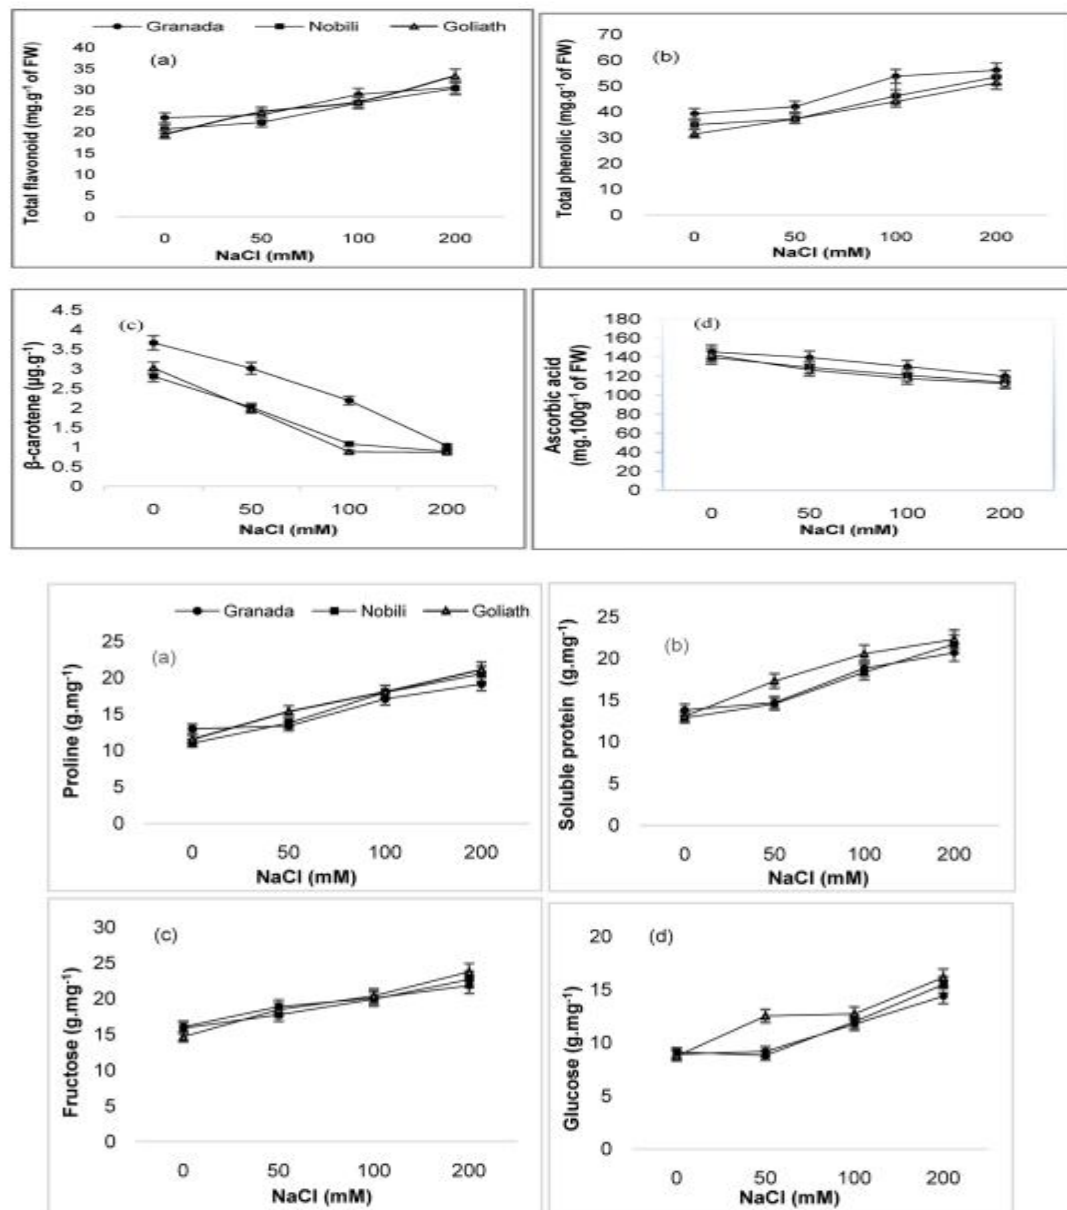 Granada Nobili Goliath
(a)
Total flavonoid (mg.g-1 of FW)
40
35
30
25
20
15
10
5
0
0 50 100 200
NaCl (mM)
(b)
Total phenolic (mg.g-1 of FW)
70
60
50
40
30
20
10
0
0 50 100 200
NaCl (mM)
(c)
β-carotene (µg.g-1)
4.5
4
3.5
3
2.5
2
1.5
1
0.5
0
0 50 100 200
NaCl (mM)
(d)
Ascorbic acid
(mg.100g-1 of FW)
180
160
140
120
100
80
60
40
20
0
0 50 100 200
NaCl (mM)
Granada Nobili Goliath
(a)
Proline (g.mg-1)
25
20
15
10
5
0
0 50 100 200
NaCl (mM)
(b)
Soluble protein (g.mg-1)
25
20
15
10
5
0
0 50 100 200
NaCl (mM)
(c)
Fructose (g.mg-1)
30
25
20
15
10
5
0
0 50 100 200
NaCl (mM)
(d)
Glucose (g.mg-1)
20
15
10
5
0
0 50 100 200
NaCl (mM)